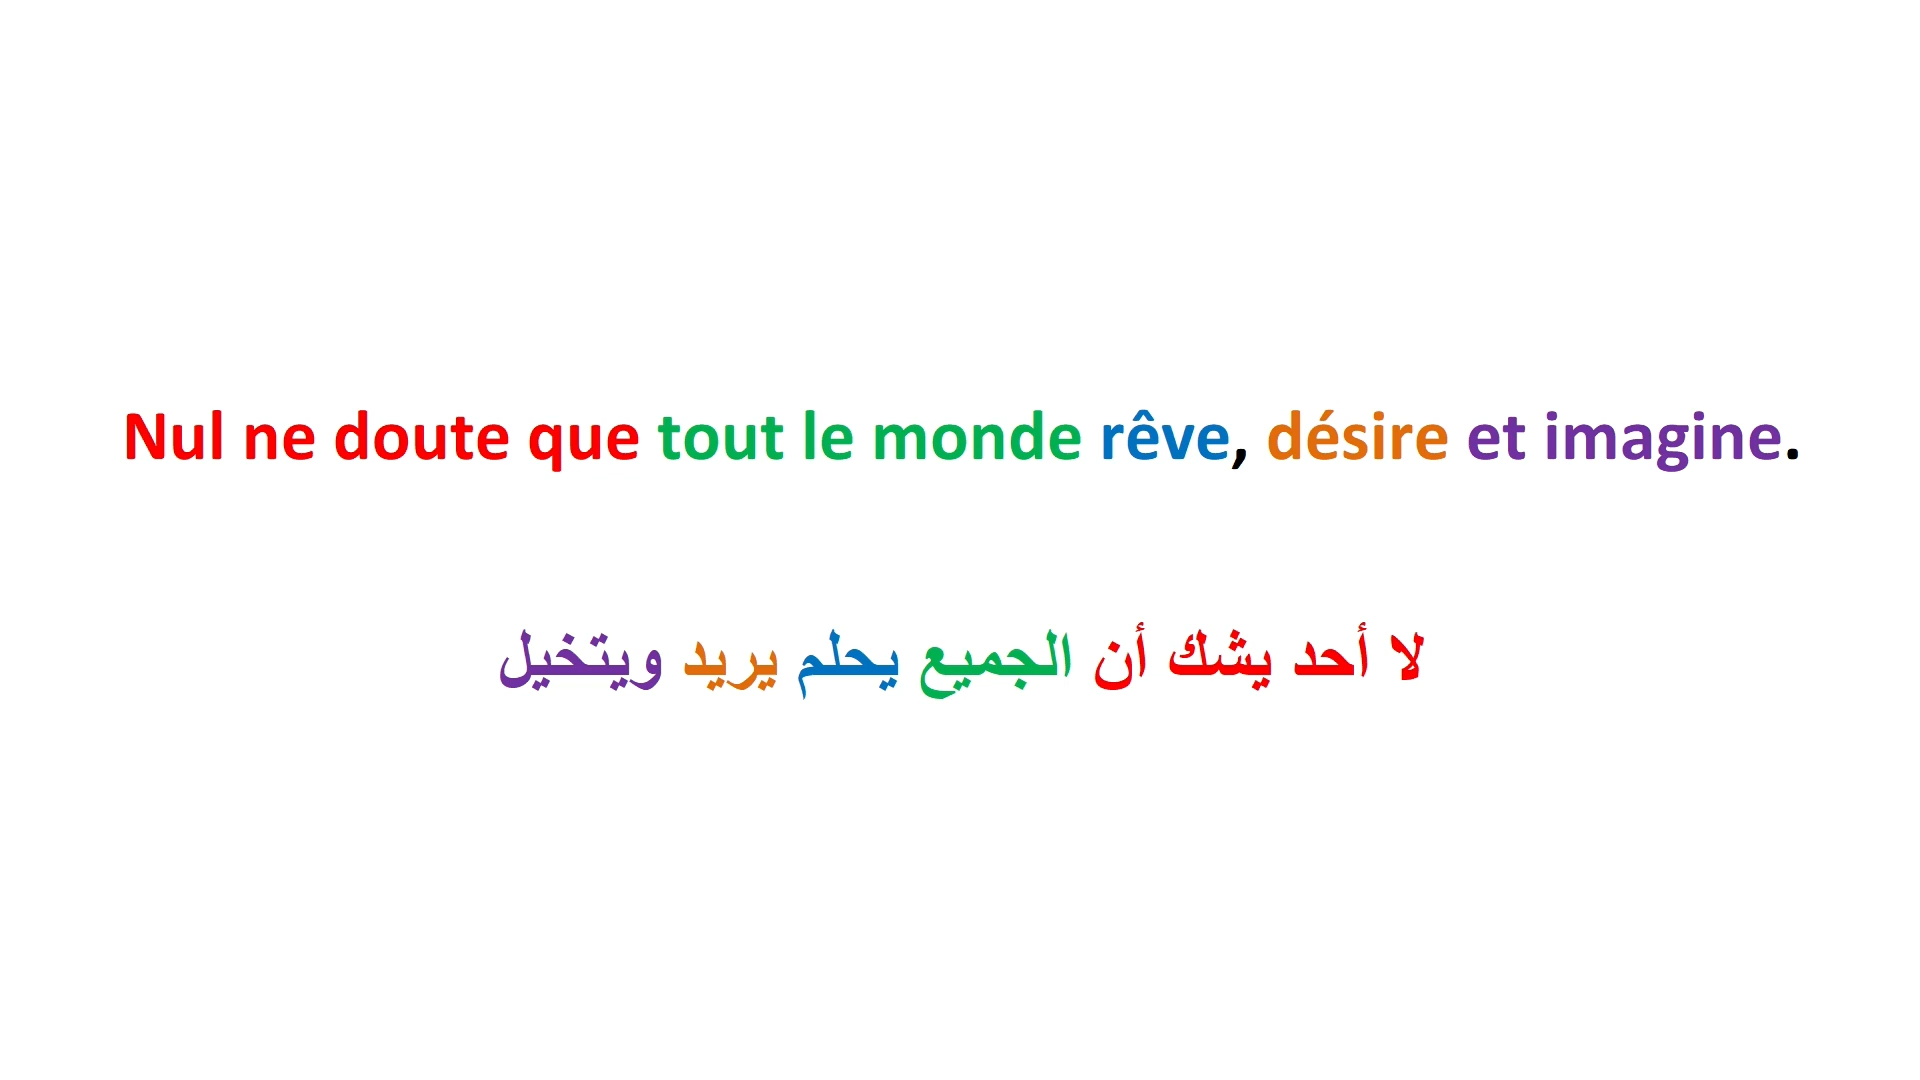 Nul ne doute que tout le monde rêve, désire et imagine.
لا أحد يشك أن الجميع يحلم يريد ويتخيل